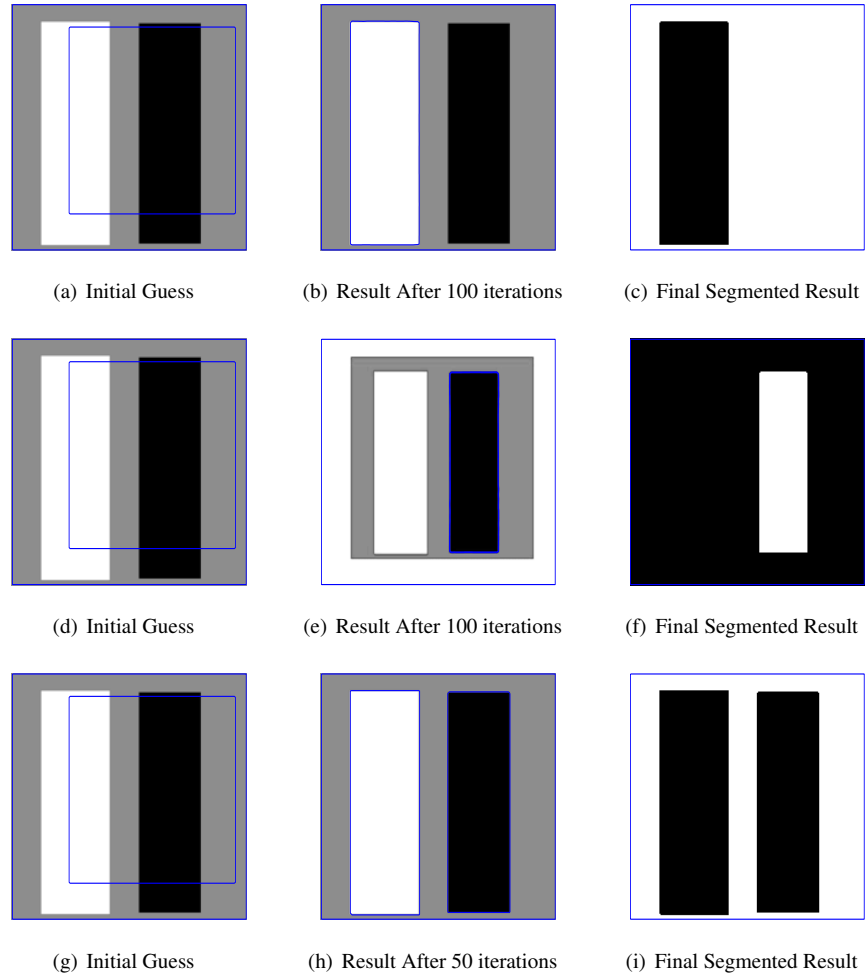 (a) Initial Guess
(b) Result After 100 iterations
(c) Final Segmented Result
(d) Initial Guess
(e) Result After 100 iterations
(f) Final Segmented Result
(g) Initial Guess
(h) Result After 50 iterations
(i) Final Segmented Result